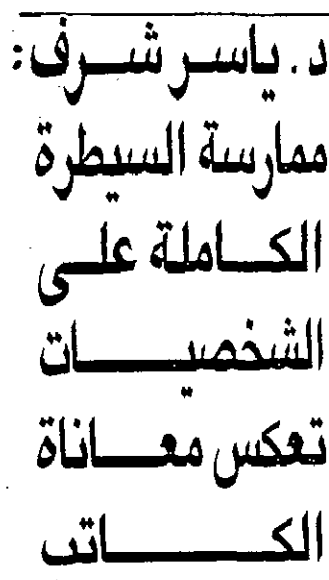 د. ياسر شرف:
ممارسة السيطرة
الكاملة على
الشخصيات
تعكس معاناة
الكاتب